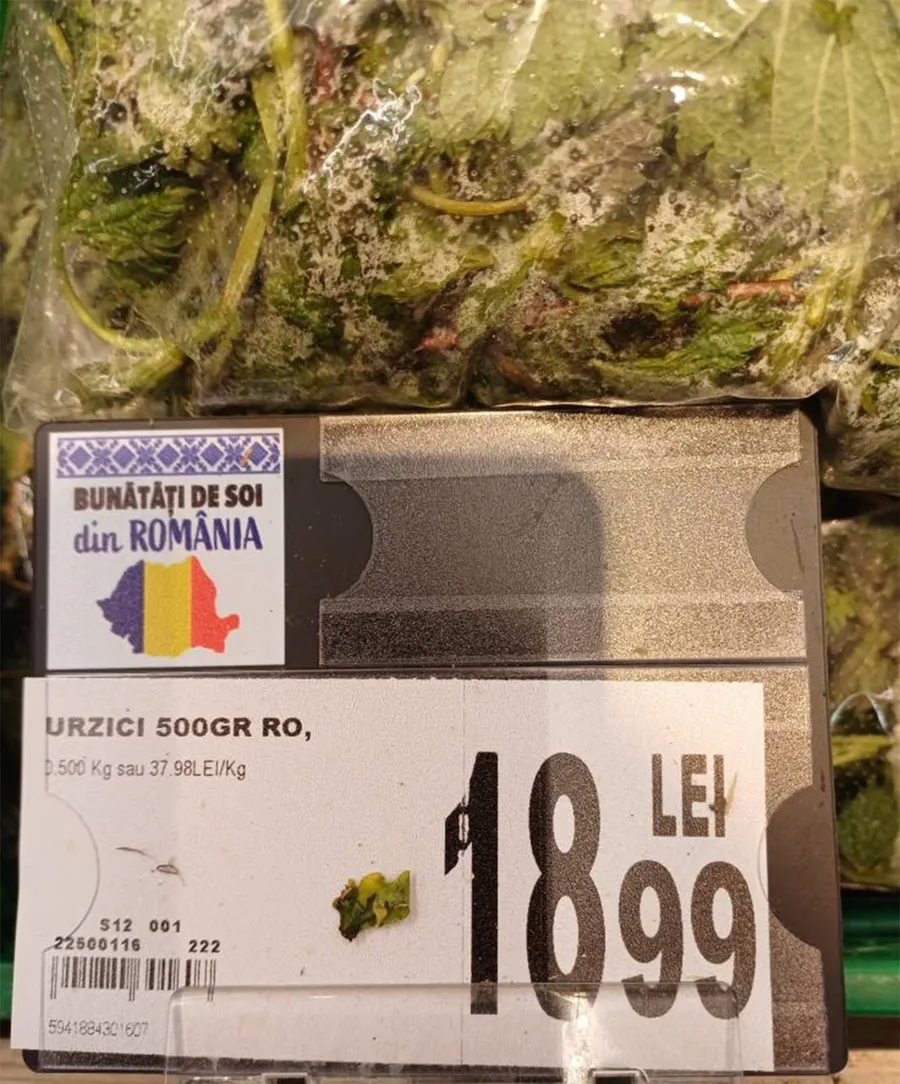 BUNĂTĂȚI DE SOI
din ROMÂNIA
URZICI 500GR RO,
0.500 Kg sau 37.98LEI/Kg
18 99 LEI
S12 001
22500116 222
5941884301607